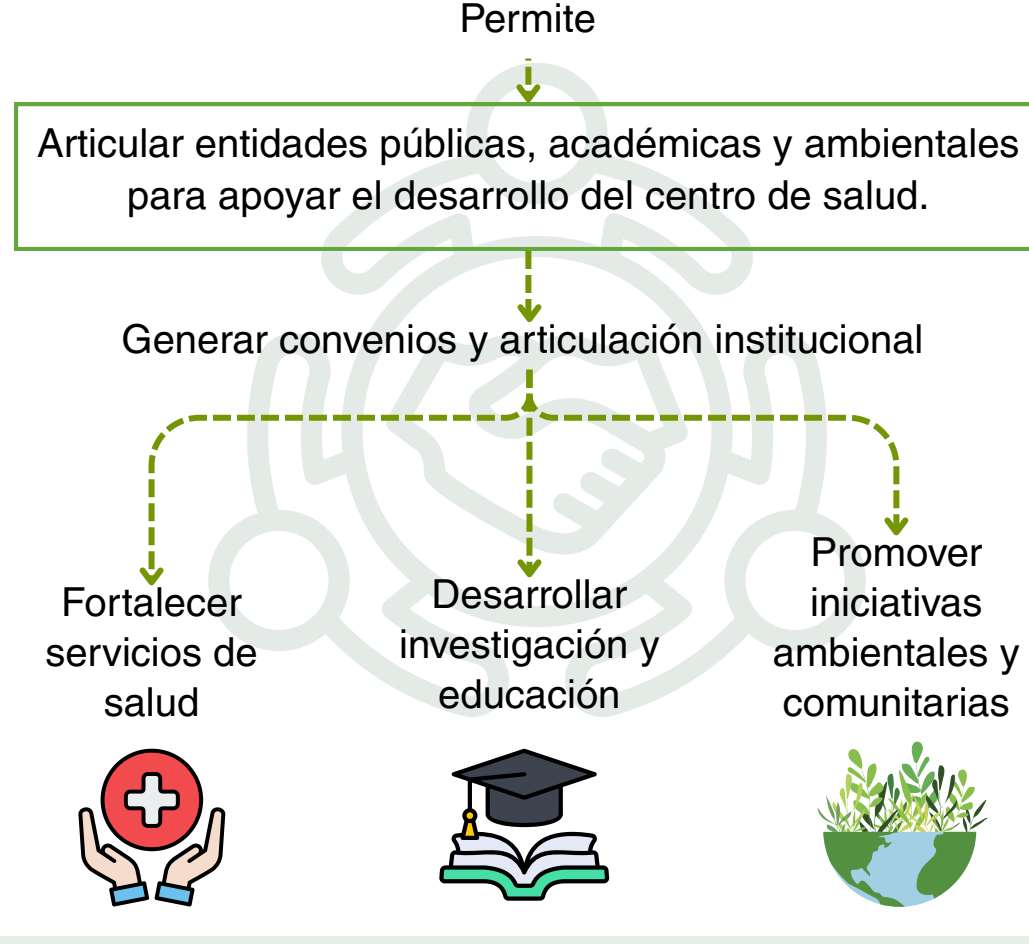 Permite
Articular entidades públicas, académicas y ambientales
para apoyar el desarrollo del centro de salud.
Generar convenios y articulación institucional
Fortalecer
servicios de
salud
Desarrollar
investigación y
educación
Promover
iniciativas
ambientales y
comunitarias